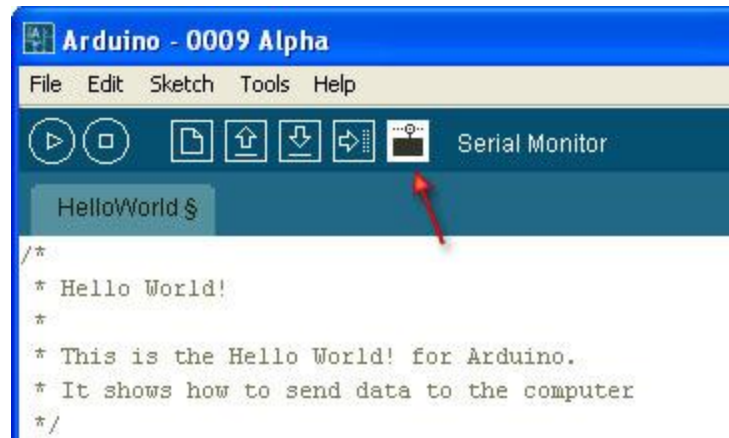 Arduino - 0009 Alpha
File Edit Sketch Tools Help
Serial Monitor
HelloWorld §
/*
* Hello World!
*
* This is the Hello World! for Arduino.
* It shows how to send data to the computer
*/